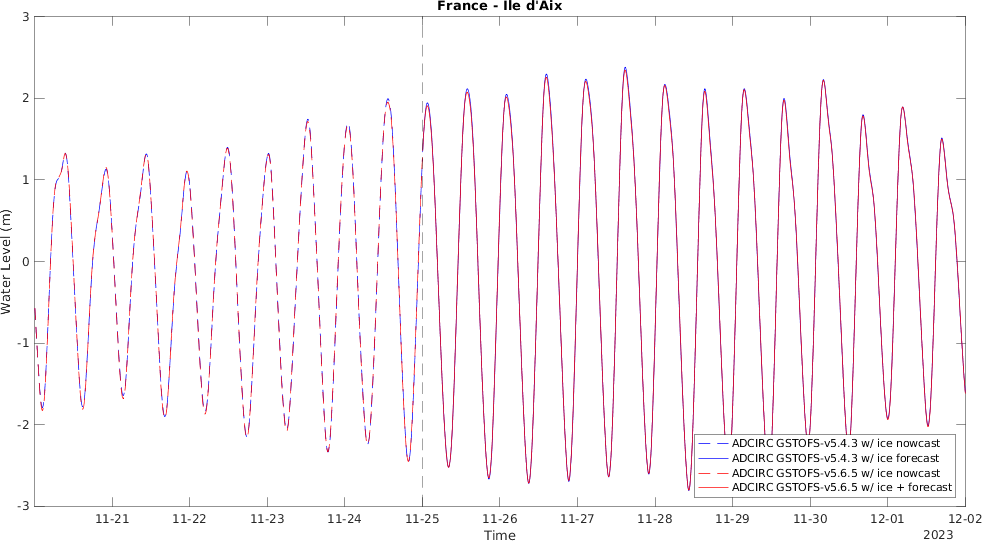 France - Ile d'Aix
3
2
1
0
-1
-2
-3
Water Level (m)
ADCIRC GSTOFS-v5.4.3 w/ ice nowcast
ADCIRC GSTOFS-v5.4.3 w/ ice forecast
ADCIRC GSTOFS-v5.6.5 w/ ice nowcast
ADCIRC GSTOFS-v5.6.5 w/ ice + forecast
11-21 11-22 11-23 11-24 11-25 11-26 11-27 11-28 11-29 11-30 12-01 12-02
Time
2023